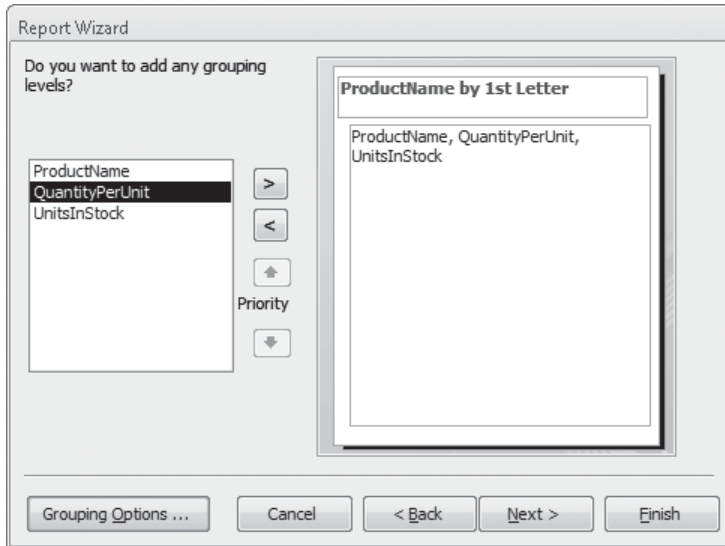 Report Wizard
Do you want to add any grouping
levels?
ProductName
QuantityPerUnit
UnitsInStock
>
<
Priority
ProductName by 1st Letter
ProductName, QuantityPerUnit,
UnitsInStock
Grouping Options ...
Cancel
< Back
Next >
Finish